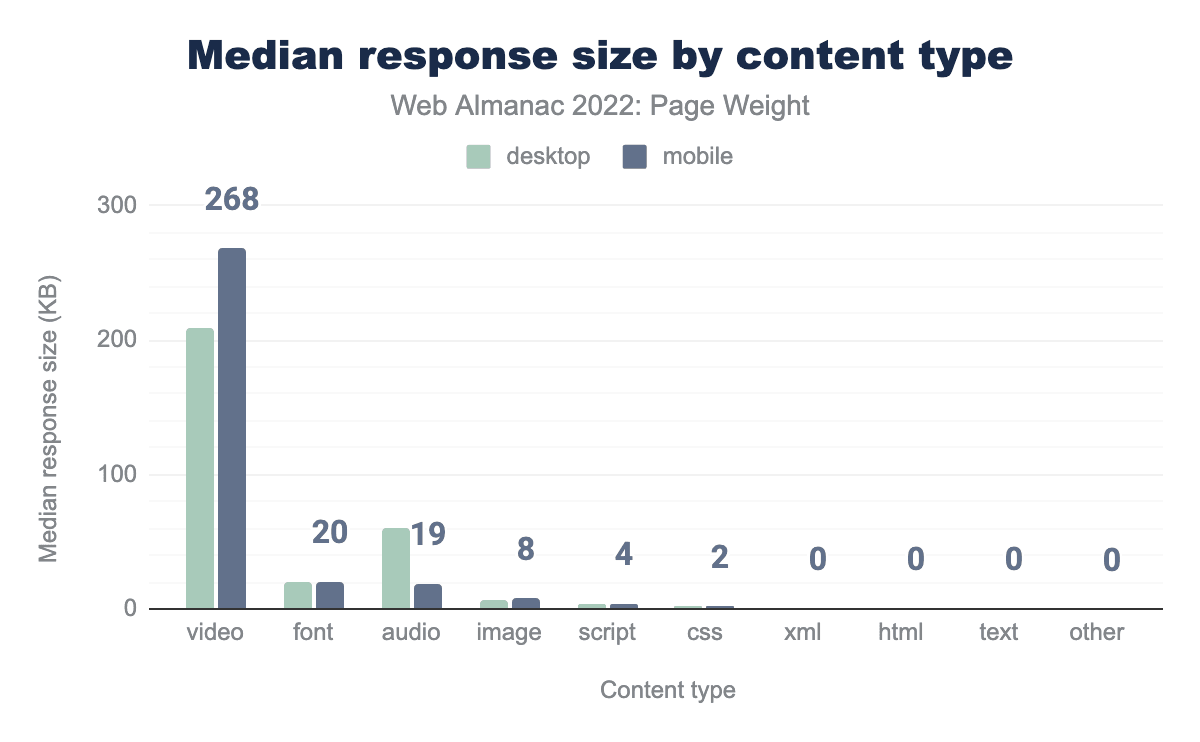 Median response size by content type
Web Almanac 2022: Page Weight
desktop mobile
Median response size (KB)
300
200
100
0
268 20 19 8 4 2 0 0 0 0
video font audio image script css xml html text other
Content type